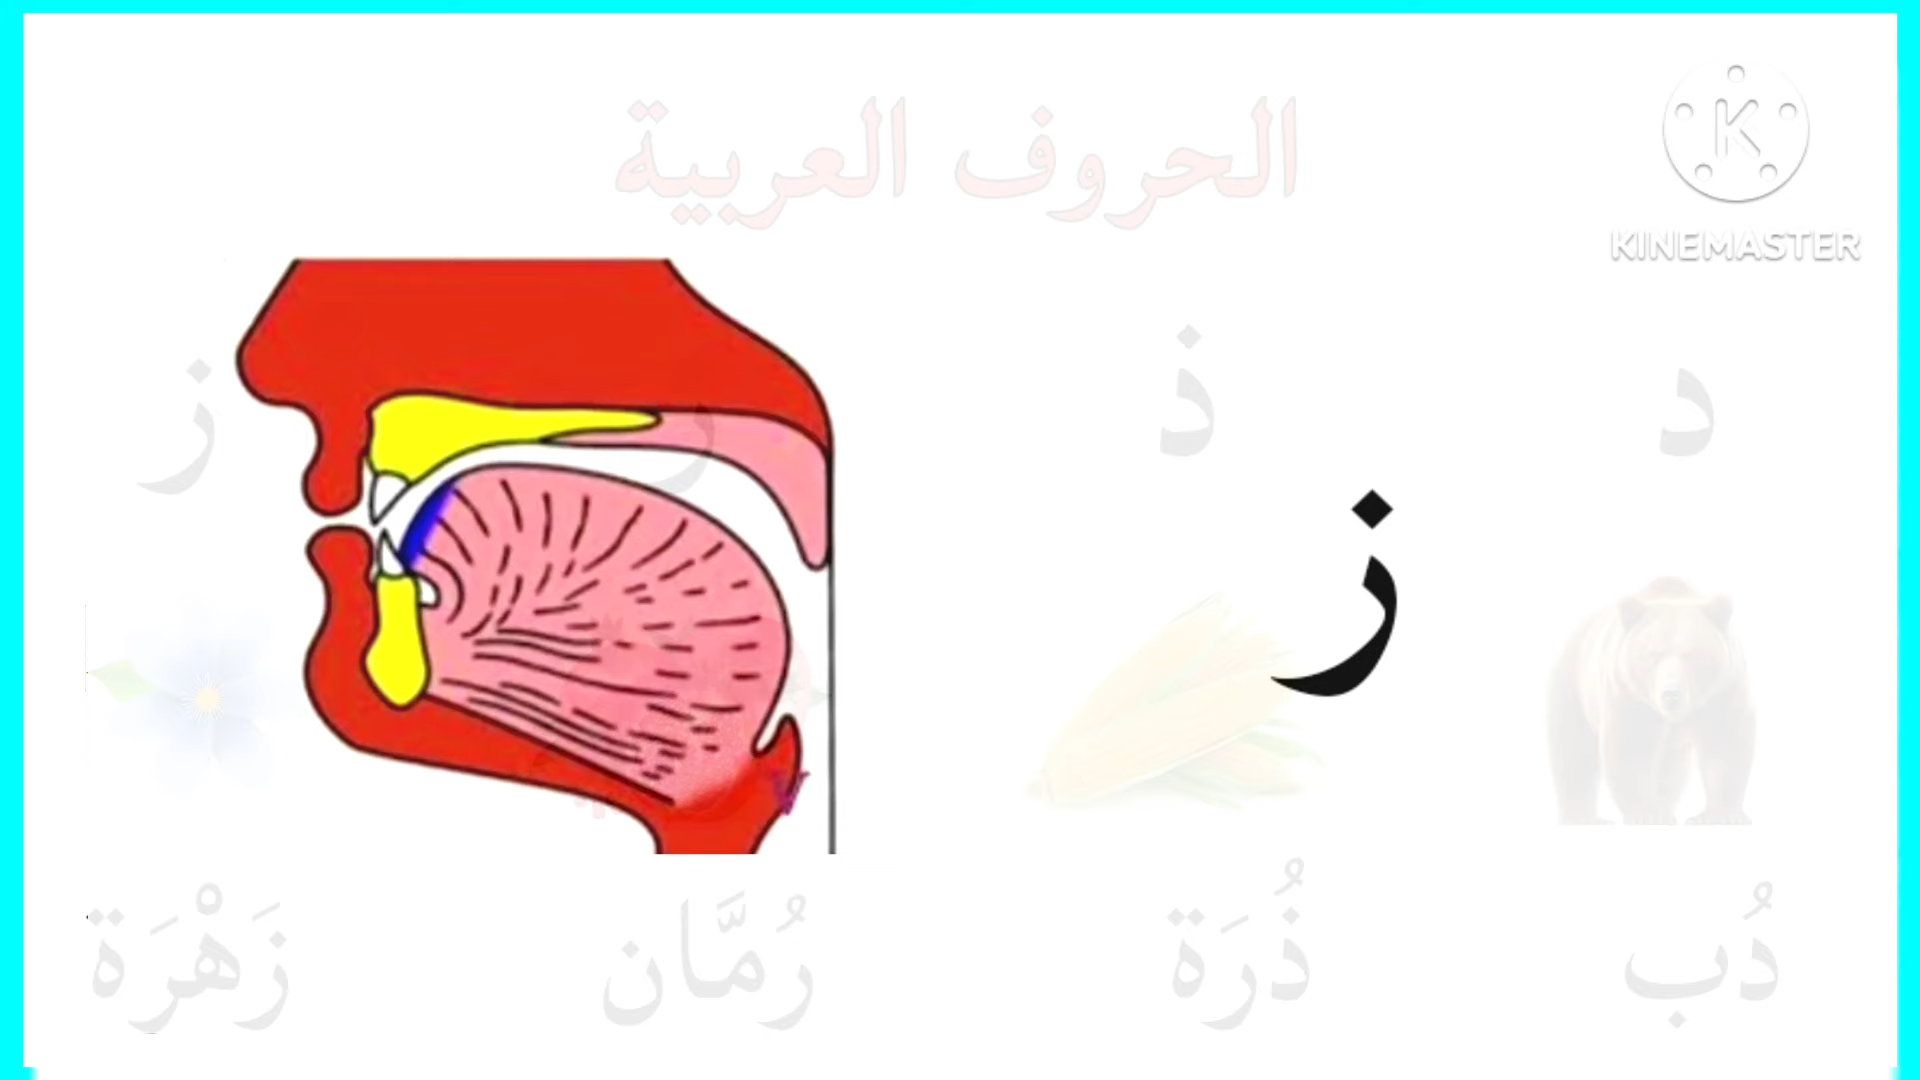 الحروف العربية
K
KINEMASTER
د ذ ر ز
ز
دُب ذُرَة رُمَّان زَهْرَة